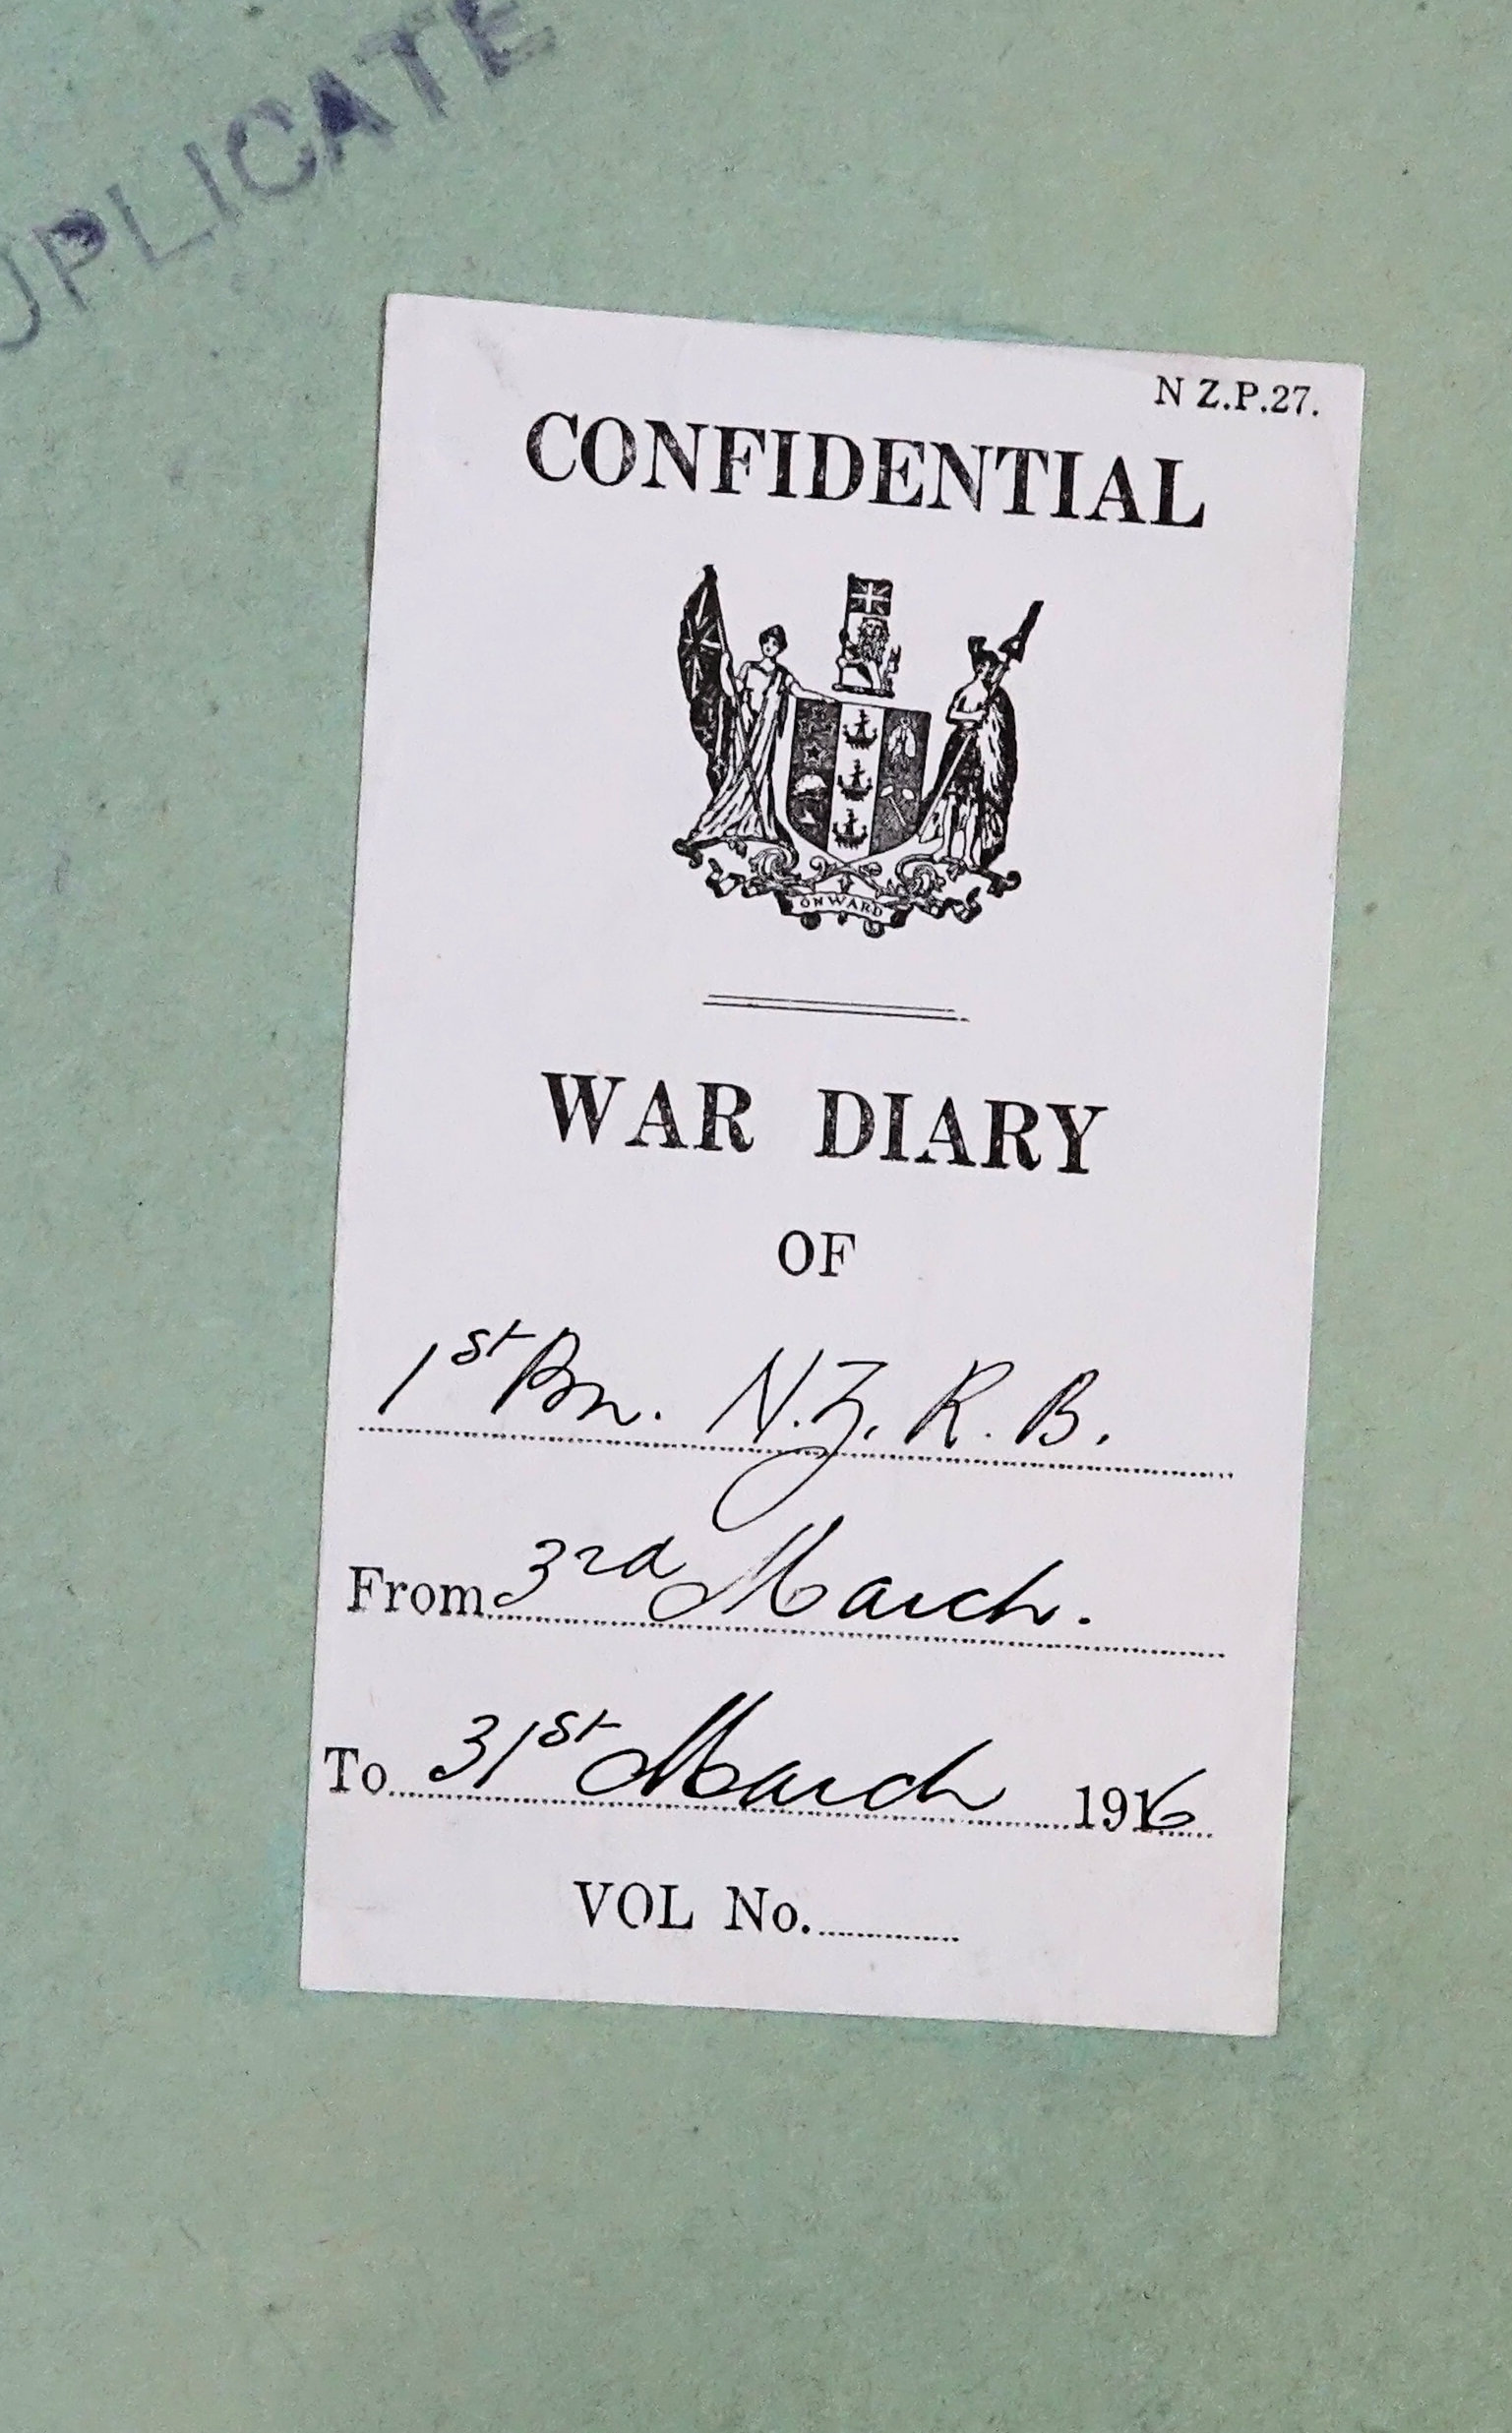 UPLICATE
N Z.P.27.
CONFIDENTIAL
ONWARD
WAR DIARY
OF
1st Bn. N.Z. R. B.
From 3rd March.
To 31st March 1916
VOL No.